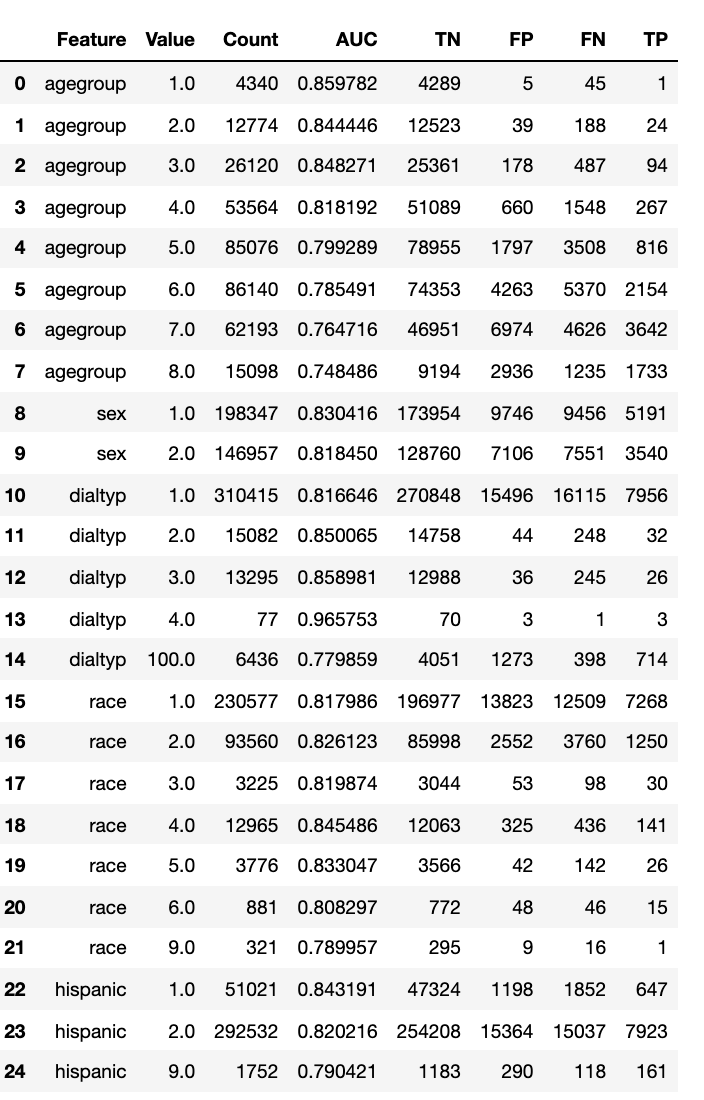 Feature Value Count AUC TN FP FN TP
0 agegroup 1.0 4340 0.859782 4289 5 45 1
1 agegroup 2.0 12774 0.844446 12523 39 188 24
2 agegroup 3.0 26120 0.848271 25361 178 487 94
3 agegroup 4.0 53564 0.818192 51089 660 1548 267
4 agegroup 5.0 85076 0.799289 78955 1797 3508 816
5 agegroup 6.0 86140 0.785491 74353 4263 5370 2154
6 agegroup 7.0 62193 0.764716 46951 6974 4626 3642
7 agegroup 8.0 15098 0.748486 9194 2936 1235 1733
8 sex 1.0 198347 0.830416 173954 9746 9456 5191
9 sex 2.0 146957 0.818450 128760 7106 7551 3540
10 dialtyp 1.0 310415 0.816646 270848 15496 16115 7956
11 dialtyp 2.0 15082 0.850065 14758 44 248 32
12 dialtyp 3.0 13295 0.858981 12988 36 245 26
13 dialtyp 4.0 77 0.965753 70 3 1 3
14 dialtyp 100.0 6436 0.779859 4051 1273 398 714
15 race 1.0 230577 0.817986 196977 13823 12509 7268
16 race 2.0 93560 0.826123 85998 2552 3760 1250
17 race 3.0 3225 0.819874 3044 53 98 30
18 race 4.0 12965 0.845486 12063 325 436 141
19 race 5.0 3776 0.833047 3566 42 142 26
20 race 6.0 881 0.808297 772 48 46 15
21 race 9.0 321 0.789957 295 9 16 1
22 hispanic 1.0 51021 0.843191 47324 1198 1852 647
23 hispanic 2.0 292532 0.820216 254208 15364 15037 7923
24 hispanic 9.0 1752 0.790421 1183 290 118 161